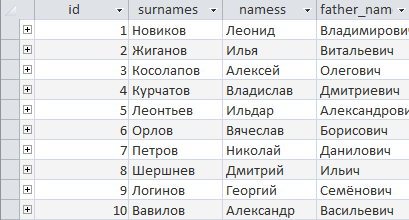 id surnames namess father_nam
1 Новиков Леонид Владимирови
2 Жиганов Илья Витальевич
3 Косолапов Алексей Олегович
4 Курчатов Владислав Дмитриевич
5 Леонтьев Ильдар Александрови
6 Орлов Вячеслав Борисович
7 Петров Николай Данилович
8 Шершнев Дмитрий Ильич
9 Логинов Георгий Семёнович
10 Вавилов Александр Васильевич